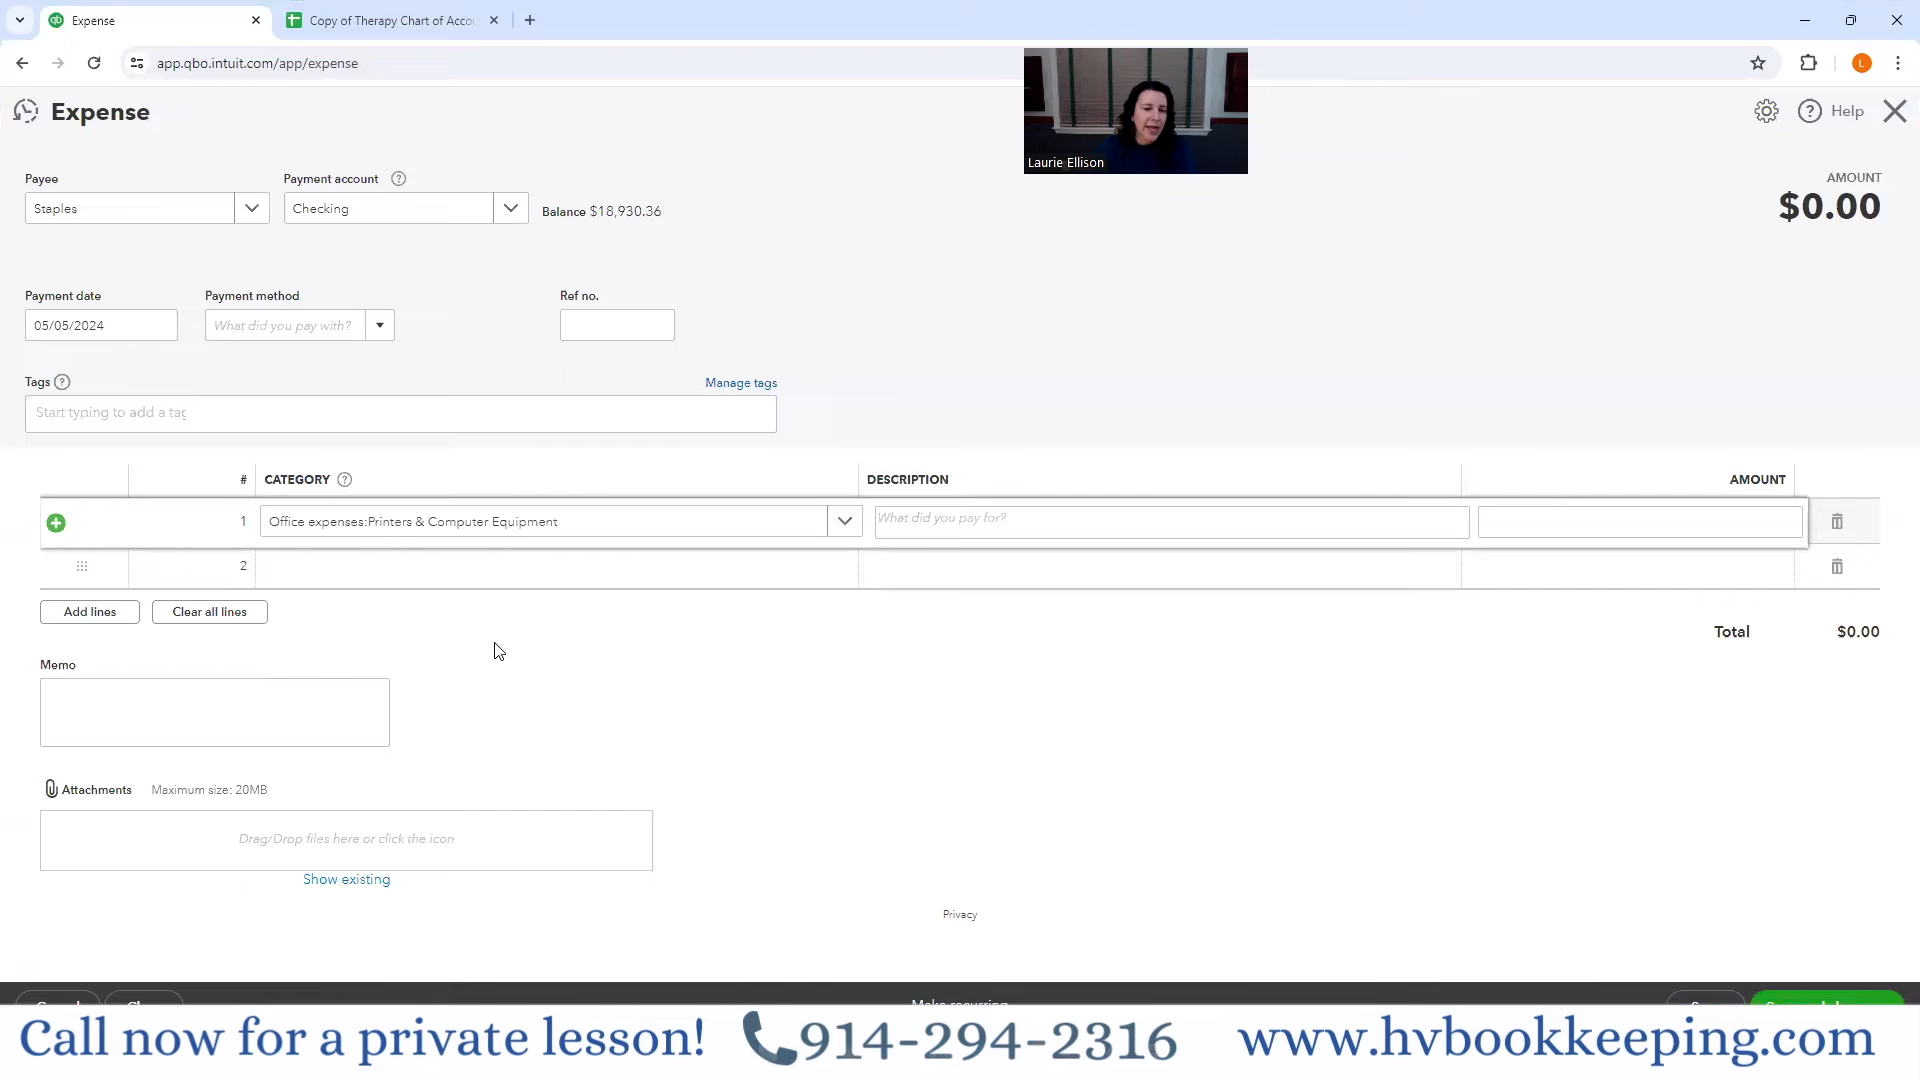 Expense
Copy of Therapy Chart of Acco
app.qbo.intuit.com/app/expense
L
Expense
Help
Laurie Ellison
Payee
Payment account
AMOUNT
Staples
Checking
Balance $18,930.36
$0.00
Payment date
Payment method
Ref no.
05/05/2024
What did you pay with?
Tags
Manage tags
Start typing to add a tag
# CATEGORY DESCRIPTION AMOUNT
1 Office expenses:Printers & Computer Equipment What did you pay for?
2
Add lines
Clear all lines
Total $0.00
Memo
Attachments Maximum size: 20MB
Drag/Drop files here or click the icon
Show existing
Privacy
Make recurring
Call now for a private lesson! 914-294-2316 www.hvbookkeeping.com